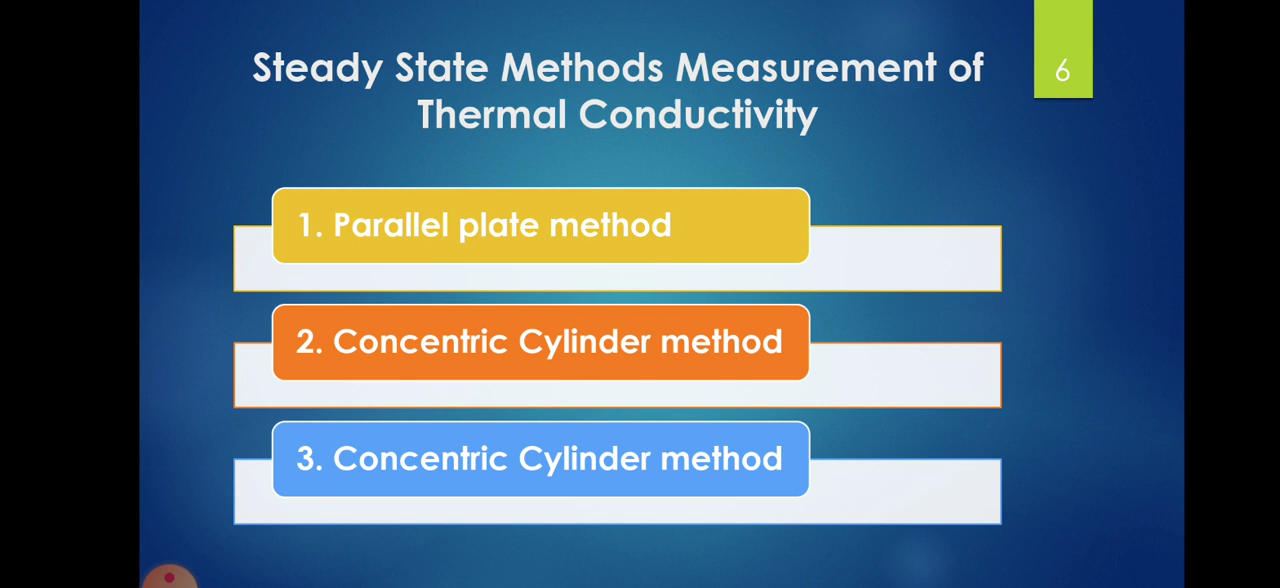 Steady State Methods Measurement of
Thermal Conductivity
6
1. Parallel plate method
2. Concentric Cylinder method
3. Concentric Cylinder method